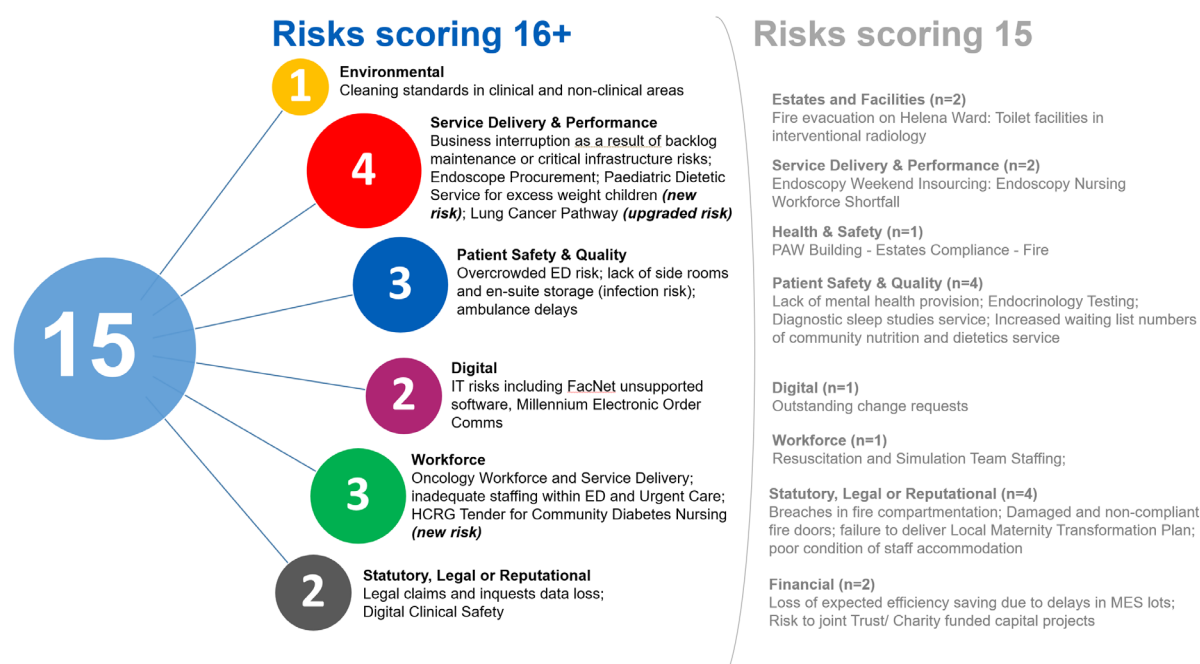 Risks scoring 16+
15
1
Environmental
Cleaning standards in clinical and non-clinical areas
4
Service Delivery & Performance
Business interruption as a result of backlog
maintenance or critical infrastructure risks;
Endoscope Procurement; Paediatric Dietetic
Service for excess weight children (new
risk); Lung Cancer Pathway (upgraded risk)
3
Patient Safety & Quality
Overcrowded ED risk; lack of side rooms
and en-suite storage (infection risk);
ambulance delays
2
Digital
IT risks including FacNet unsupported
software, Millennium Electronic Order
Comms
3
Workforce
Oncology Workforce and Service Delivery;
inadequate staffing within ED and Urgent Care;
HCRG Tender for Community Diabetes Nursing
(new risk)
2
Statutory, Legal or Reputational
Legal claims and inquests data loss;
Digital Clinical Safety
Risks scoring 15
Estates and Facilities (n=2)
Fire evacuation on Helena Ward: Toilet facilities in
interventional radiology
Service Delivery & Performance (n=2)
Endoscopy Weekend Insourcing: Endoscopy Nursing
Workforce Shortfall
Health & Safety (n=1)
PAW Building - Estates Compliance - Fire
Patient Safety & Quality (n=4)
Lack of mental health provision; Endocrinology Testing;
Diagnostic sleep studies service; Increased waiting list numbers
of community nutrition and dietetics service
Digital (n=1)
Outstanding change requests
Workforce (n=1)
Resuscitation and Simulation Team Staffing;
Statutory, Legal or Reputational (n=4)
Breaches in fire compartmentation; Damaged and non-compliant
fire doors; failure to deliver Local Maternity Transformation Plan;
poor condition of staff accommodation
Financial (n=2)
Loss of expected efficiency saving due to delays in MES lots;
Risk to joint Trust/ Charity funded capital projects